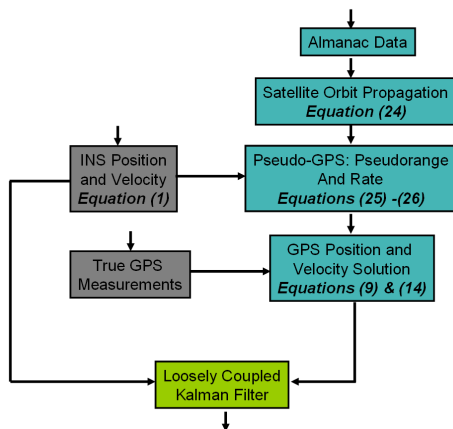 Almanac Data
Satellite Orbit Propagation
Equation (24)
INS Position
and Velocity
Equation (1)
Pseudo-GPS: Pseudorange
And Rate
Equations (25) -(26)
True GPS
Measurements
GPS Position and
Velocity Solution
Equations (9) & (14)
Loosely Coupled
Kalman Filter